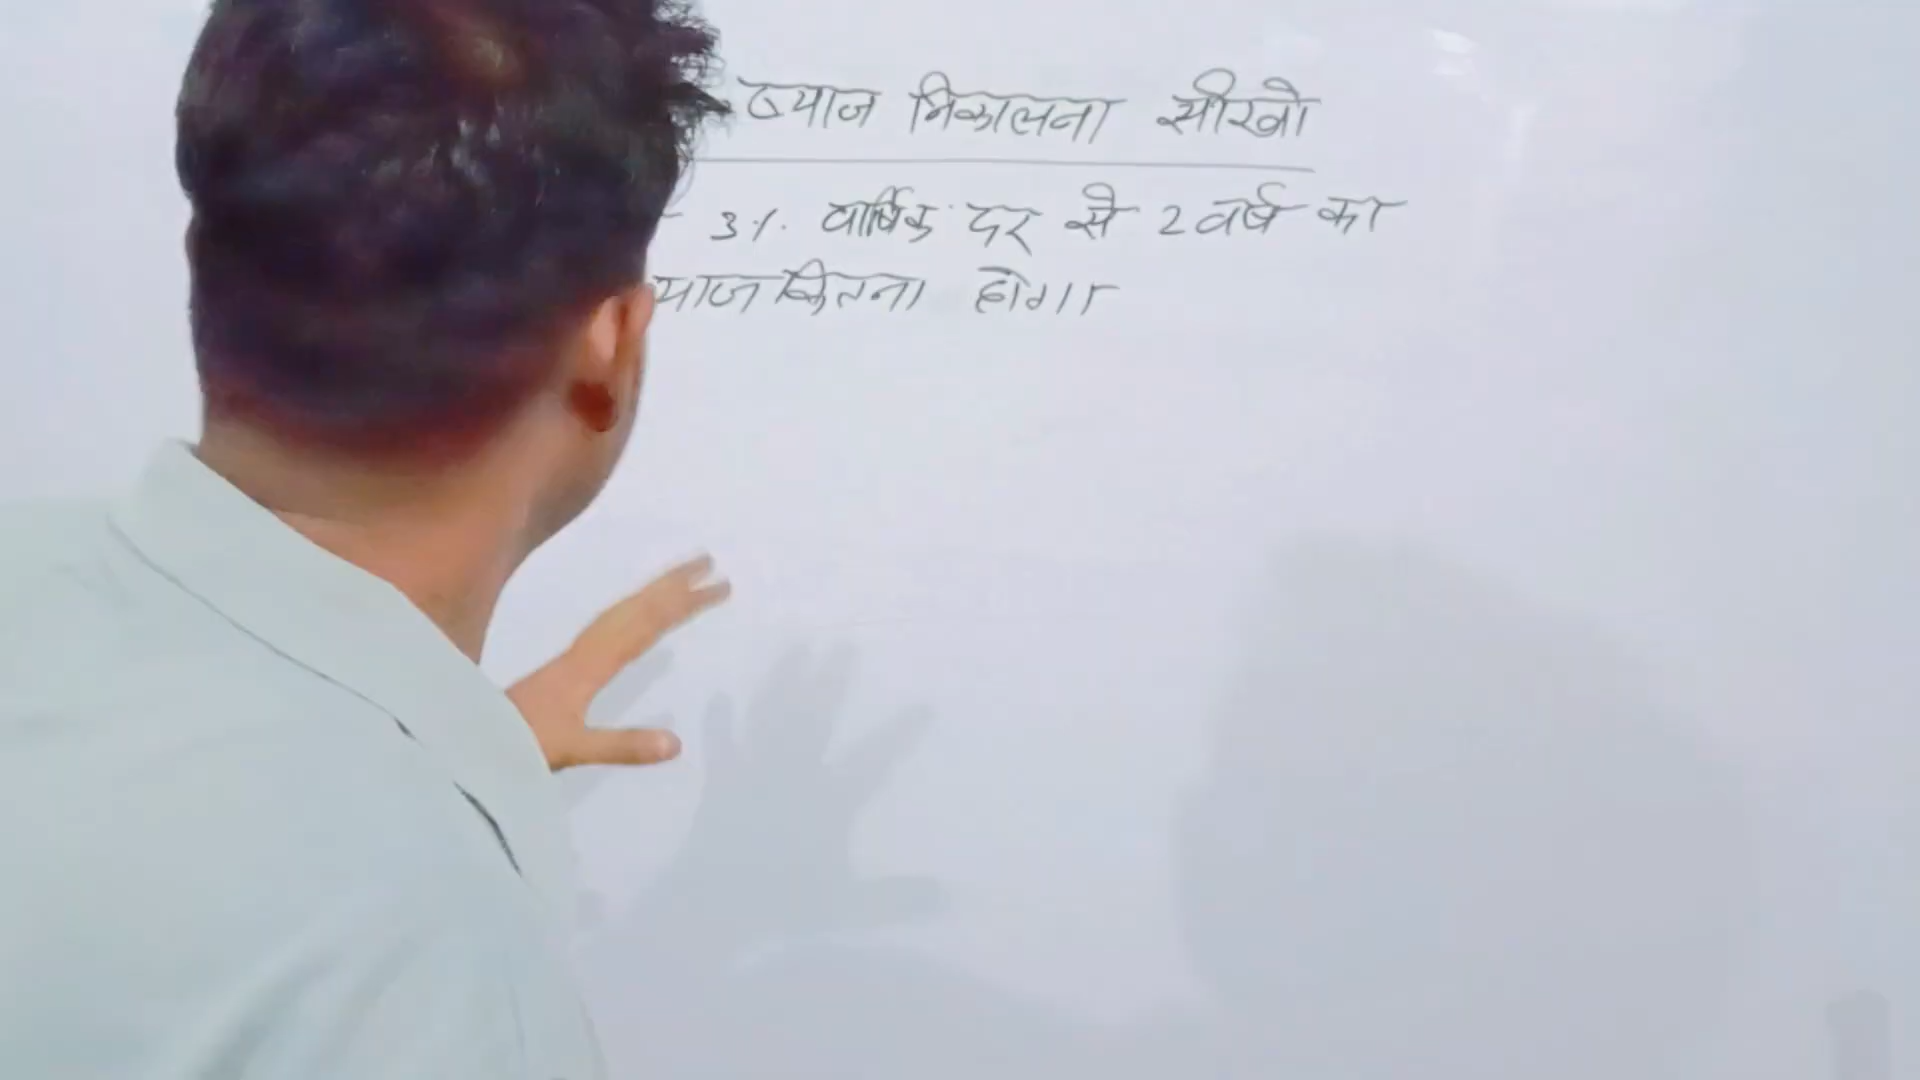 ब्याज निकालना सीखो
3% वार्षिक दर से 2 वर्ष का
याज कितना होगा